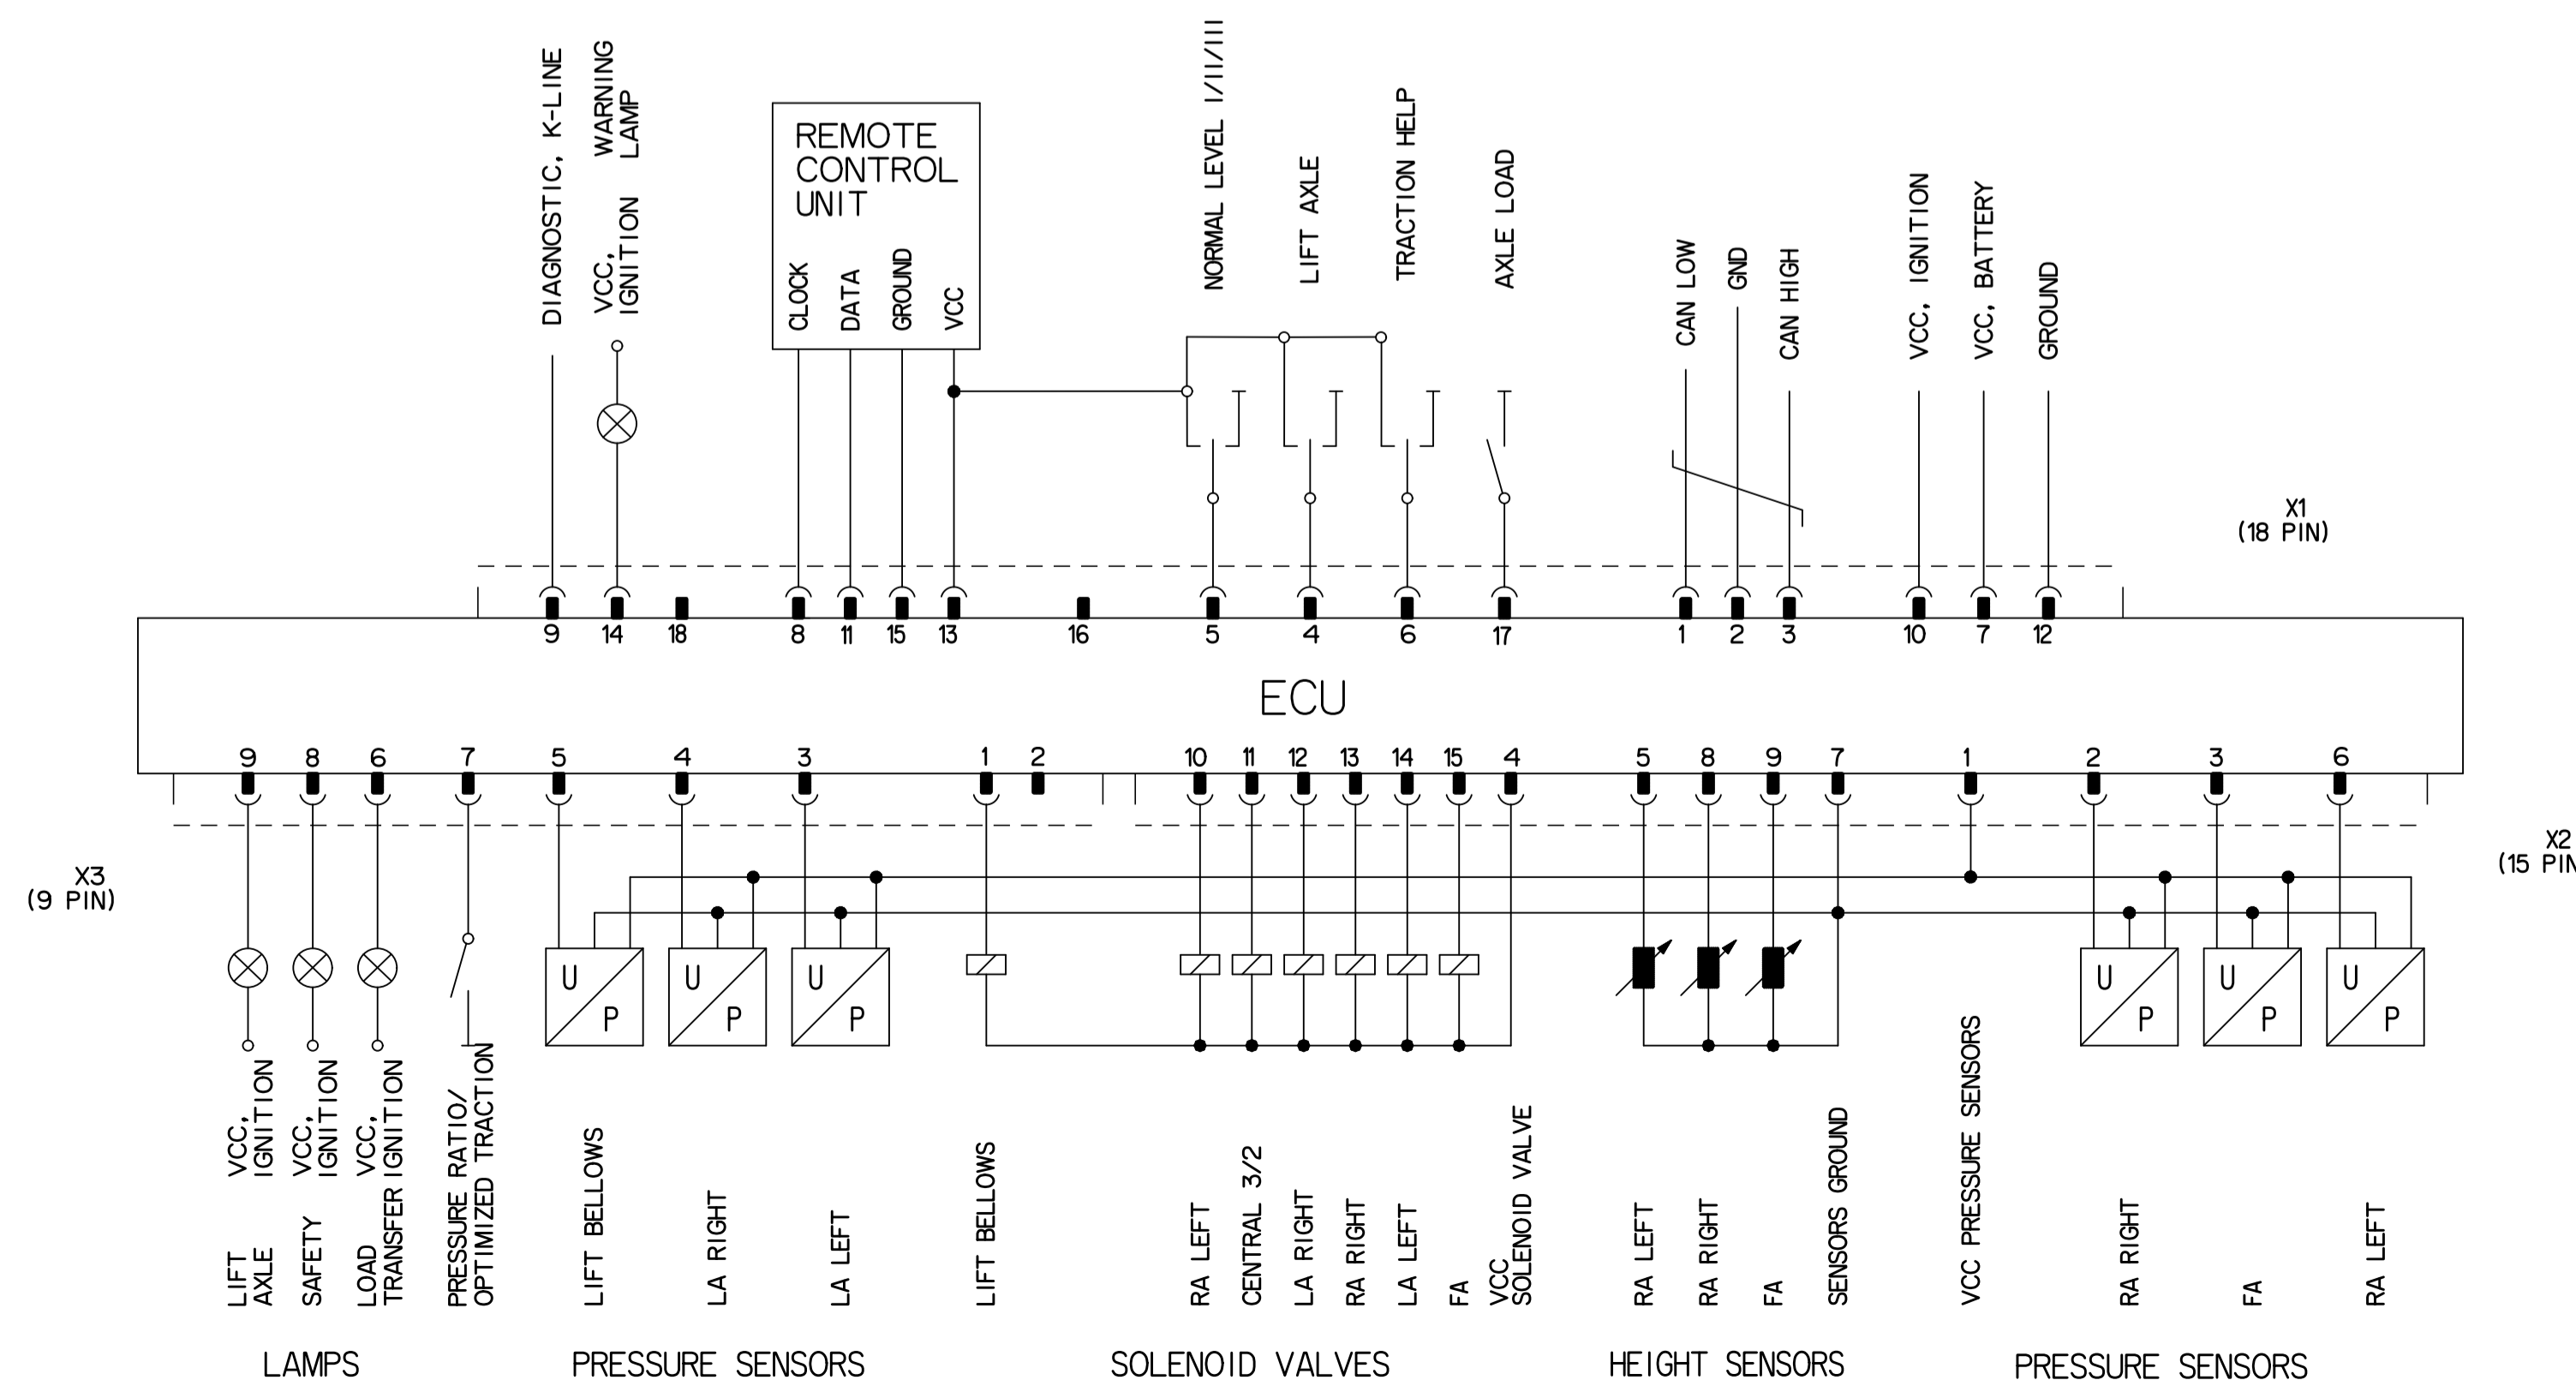 DIAGNOSTIC, K-LINE
VCC, WARNING
IGNITION LAMP
REMOTE
CONTROL
UNIT
CLOCK
DATA
GROUND
VCC
NORMAL LEVEL I/II/III
LIFT AXLE
TRACTION HELP
AXLE LOAD
CAN LOW
GND
CAN HIGH
VCC, IGNITION
VCC, BATTERY
GROUND
X1
(18 PIN)
9 14 18 8 11 15 13 16 5 4 6 17 1 2 3 10 7 12
ECU
9 8 6 7 5 4 3 1 2 10 11 12 13 14 15 4 5 8 9 7 1 2 3 6
X3
(9 PIN)
X2
(15 PIN
U
P
U
P
U
P
U
P
U
P
U
P
LIFT VCC,
AXLE IGNITION
SAFETY VCC,
IGNITION
LOAD VCC,
TRANSFER IGNITION
PRESSURE RATIO/
OPTIMIZED TRACTION
LIFT BELLOWS
LA RIGHT
LA LEFT
LIFT BELLOWS
RA LEFT
CENTRAL 3/2
LA RIGHT
RA RIGHT
LA LEFT
FA
VCC
SOLENOID VALVE
RA LEFT
RA RIGHT
FA
SENSORS GROUND
VCC PRESSURE SENSORS
RA RIGHT
FA
RA LEFT
LAMPS
PRESSURE SENSORS
SOLENOID VALVES
HEIGHT SENSORS
PRESSURE SENSORS